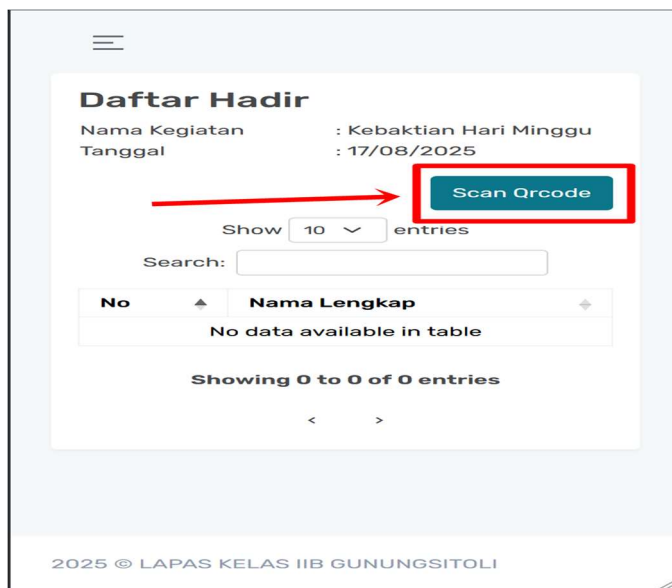 Daftar Hadir
Nama Kegiatan : Kebaktian Hari Minggu
Tanggal : 17/08/2025
Scan Qrcode
Show 10 entries
Search:
No Nama Lengkap
No data available in table
Showing 0 to 0 of 0 entries
< >
2025 © LAPAS KELAS IIB GUNUNGSITOLI